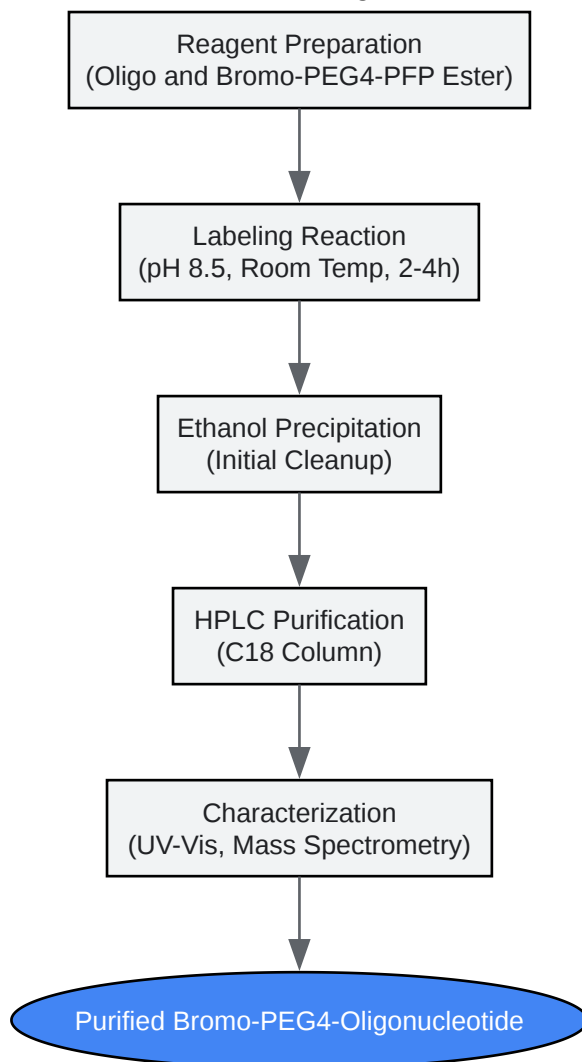 Reagent Preparation
(Oligo and Bromo-PEG4-PFP Ester)
Labeling Reaction
(pH 8.5, Room Temp, 2-4h)
Ethanol Precipitation
(Initial Cleanup)
HPLC Purification
(C18 Column)
Characterization
(UV-Vis, Mass Spectrometry)
Purified Bromo-PEG4-Oligonucleotide